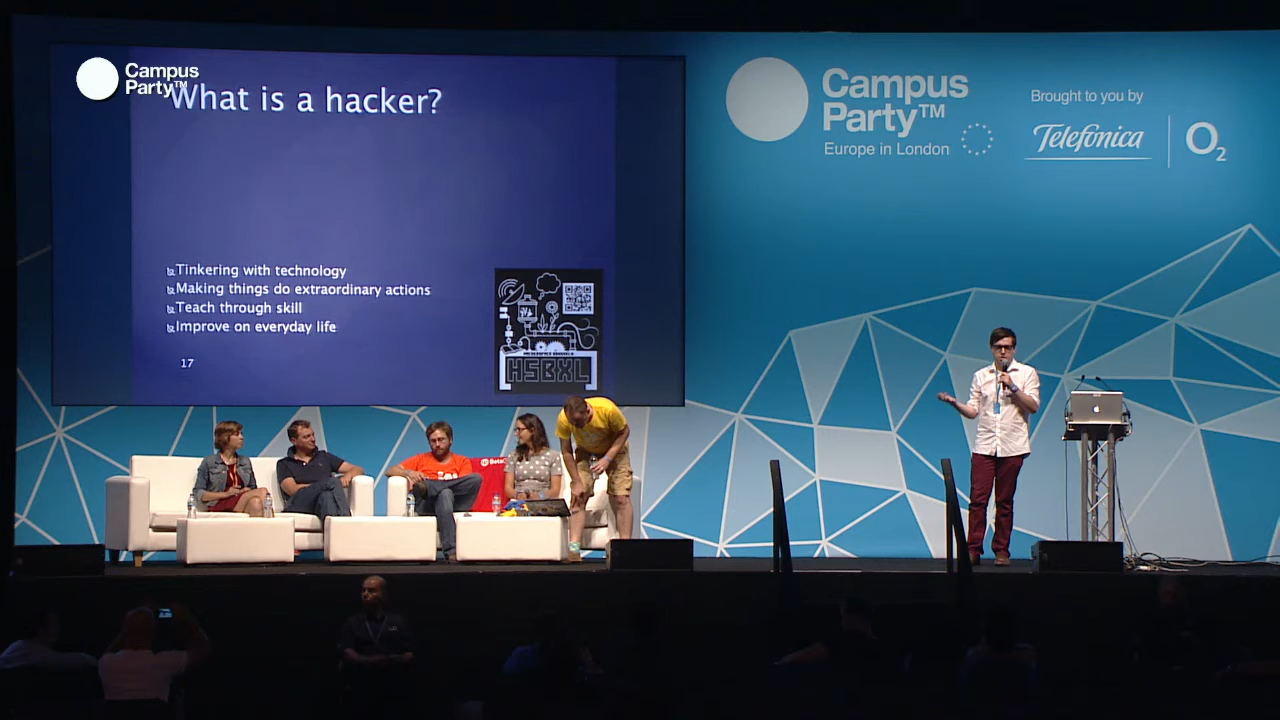 Campus
Party™
What is a hacker?
Tinkering with technology
Making things do extraordinary actions
Teach through skill
Improve on everyday life
17
HSBXL
Campus
Party™
Europe in London
Brought to you by
Telefónica
O2